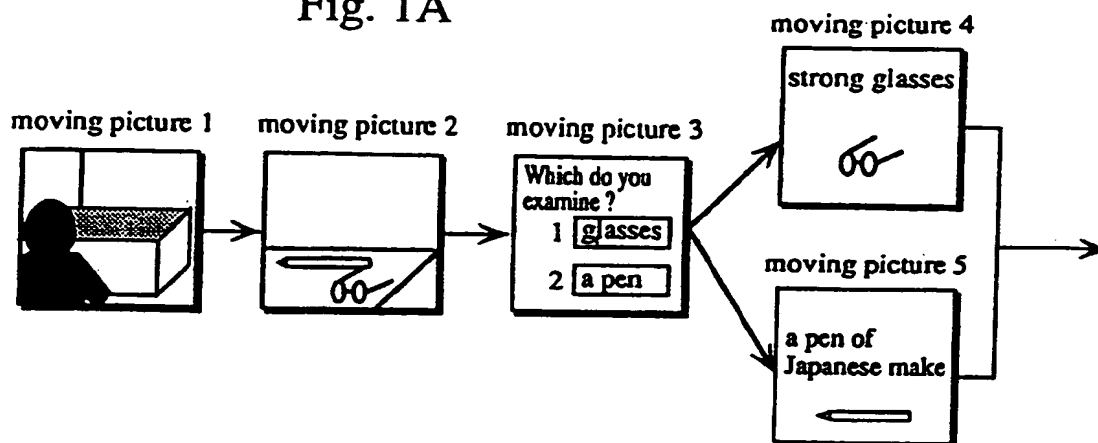 Fig. 1A
moving picture 1
moving picture 2
moving picture 3
Which do you
examine ?
1 glasses
2 a pen
moving picture 4
strong glasses
moving picture 5
a pen of
Japanese make